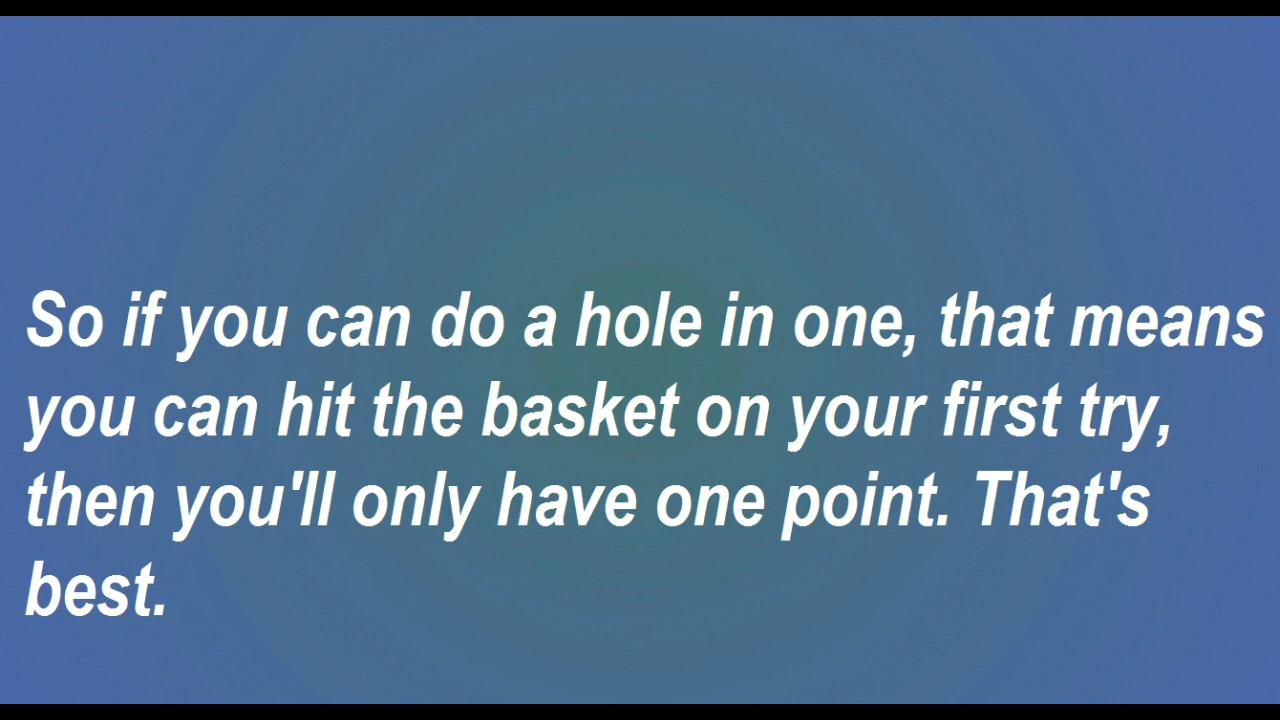 So if you can do a hole in one, that means
you can hit the basket on your first try,
then you'll only have one point. That's
best.